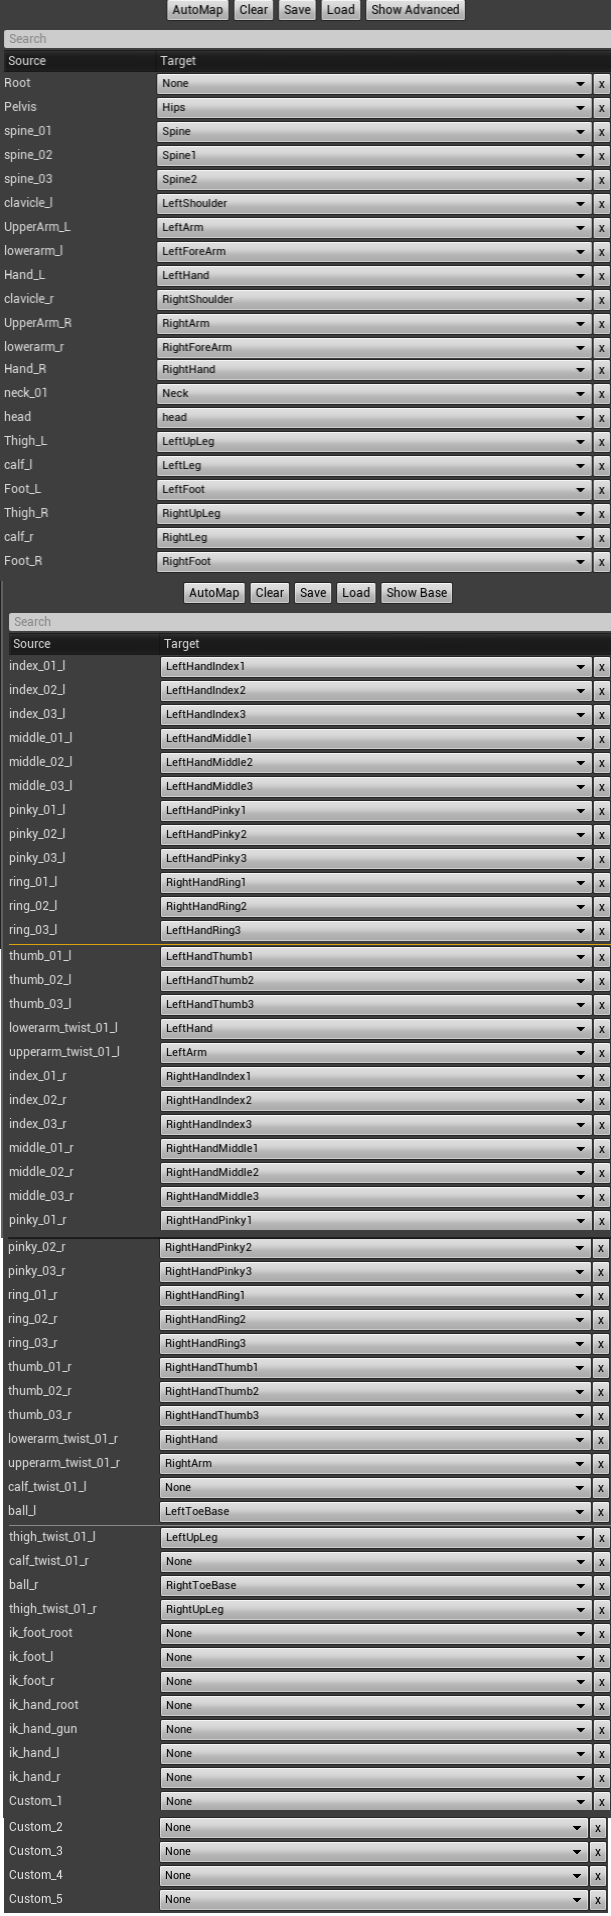 AutoMap Clear Save Load Show Advanced
Search
Source Target
Root None x
Pelvis Hips x
spine_01 Spine x
spine_02 Spine1 x
spine_03 Spine2 x
clavicle_l LeftShoulder x
UpperArm_L LeftArm x
lowerarm_l LeftForeArm x
Hand_L LeftHand x
clavicle_r RightShoulder x
UpperArm_R RightArm x
lowerarm_r RightForeArm x
Hand_R RightHand x
neck_01 Neck x
head head x
Thigh_L LeftUpLeg x
calf_l LeftLeg x
Foot_L LeftFoot x
Thigh_R RightUpLeg x
calf_r RightLeg x
Foot_R RightFoot x
AutoMap Clear Save Load Show Base
Search
Source Target
index_01_l LeftHandIndex1 x
index_02_l LeftHandIndex2 x
index_03_l LeftHandIndex3 x
middle_01_l LeftHandMiddle1 x
middle_02_l LeftHandMiddle2 x
middle_03_l LeftHandMiddle3 x
pinky_01_l LeftHandPinky1 x
pinky_02_l LeftHandPinky2 x
pinky_03_l LeftHandPinky3 x
ring_01_l RightHandRing1 x
ring_02_l RightHandRing2 x
ring_03_l LeftHandRing3 x
thumb_01_l LeftHandThumb1 x
thumb_02_l LeftHandThumb2 x
thumb_03_l LeftHandThumb3 x
lowerarm_twist_01_l LeftHand x
upperarm_twist_01_l LeftArm x
index_01_r RightHandIndex1 x
index_02_r RightHandIndex2 x
index_03_r RightHandIndex3 x
middle_01_r RightHandMiddle1 x
middle_02_r RightHandMiddle2 x
middle_03_r RightHandMiddle3 x
pinky_01_r RightHandPinky1 x
pinky_02_r RightHandPinky2 x
pinky_03_r RightHandPinky3 x
ring_01_r RightHandRing1 x
ring_02_r RightHandRing2 x
ring_03_r RightHandRing3 x
thumb_01_r RightHandThumb1 x
thumb_02_r RightHandThumb2 x
thumb_03_r RightHandThumb3 x
lowerarm_twist_01_r RightHand x
upperarm_twist_01_r RightArm x
calf_twist_01_l None x
ball_l LeftToeBase x
thigh_twist_01_l LeftUpLeg x
calf_twist_01_r None x
ball_r RightToeBase x
thigh_twist_01_r RightUpLeg x
ik_foot_root None x
ik_foot_l None x
ik_foot_r None x
ik_hand_root None x
ik_hand_gun None x
ik_hand_l None x
ik_hand_r None x
Custom_1 None x
Custom_2 None x
Custom_3 None x
Custom_4 None x
Custom_5 None x